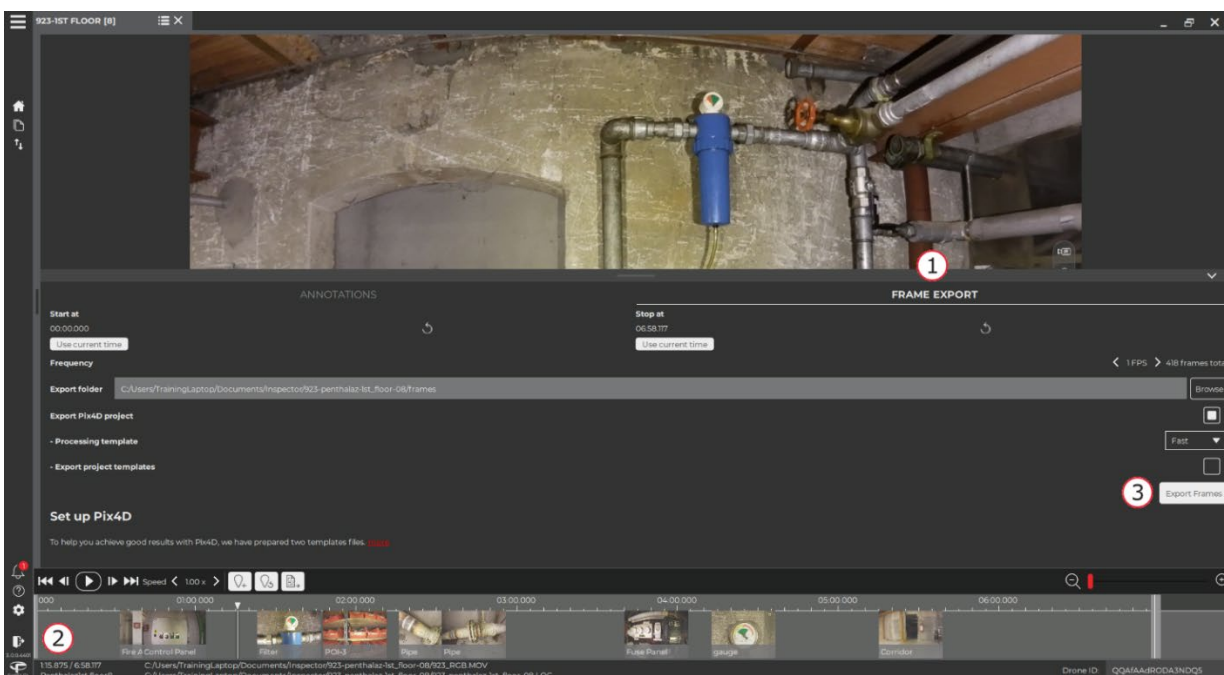 923-1ST FLOOR [8]
1
ANNOTATIONS
FRAME EXPORT
Start at
Stop at
00:00.000
06:58.117
Use current time
Use current time
Frequency
1 FPS
418 frames tota
Export folder
C:/Users/TrainingLaptop/Documents/Inspector/923-penthalaz-1st_floor-08/frames
Browse
Export Pix4D project
- Processing template
Fast
- Export project templates
3
Export Frames
Set up Pix4D
To help you achieve good results with Pix4D, we have prepared two templates files.
1
Speed
1.00 x
000
01:00.000
02:00.000
03:00.000
04:00.000
05:00.000
06:00.000
2
Fire A
Control Panel
Filter
POI-3
Pipe
Pipe
Fuse Panel
gauge
Corridor
1:15.875 / 6:58.117
C:/Users/TrainingLaptop/Documents/Inspector/923-penthalaz-1st_floor-08/923_RGB.MOV
Drone ID: